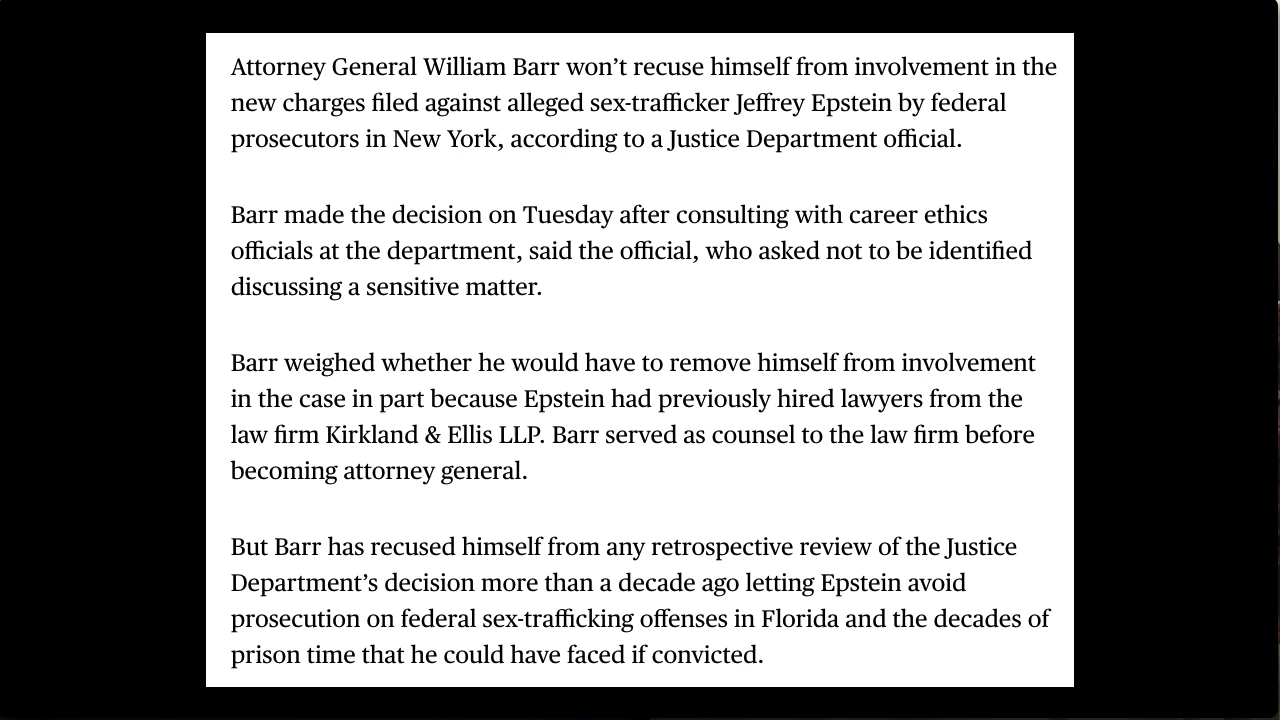 Attorney General William Barr won’t recuse himself from involvement in the
new charges filed against alleged sex-trafficker Jeffrey Epstein by federal
prosecutors in New York, according to a Justice Department official.
Barr made the decision on Tuesday after consulting with career ethics
officials at the department, said the official, who asked not to be identified
discussing a sensitive matter.
Barr weighed whether he would have to remove himself from involvement
in the case in part because Epstein had previously hired lawyers from the
law firm Kirkland & Ellis LLP. Barr served as counsel to the law firm before
becoming attorney general.
But Barr has recused himself from any retrospective review of the Justice
Department’s decision more than a decade ago letting Epstein avoid
prosecution on federal sex-trafficking offenses in Florida and the decades of
prison time that he could have faced if convicted.